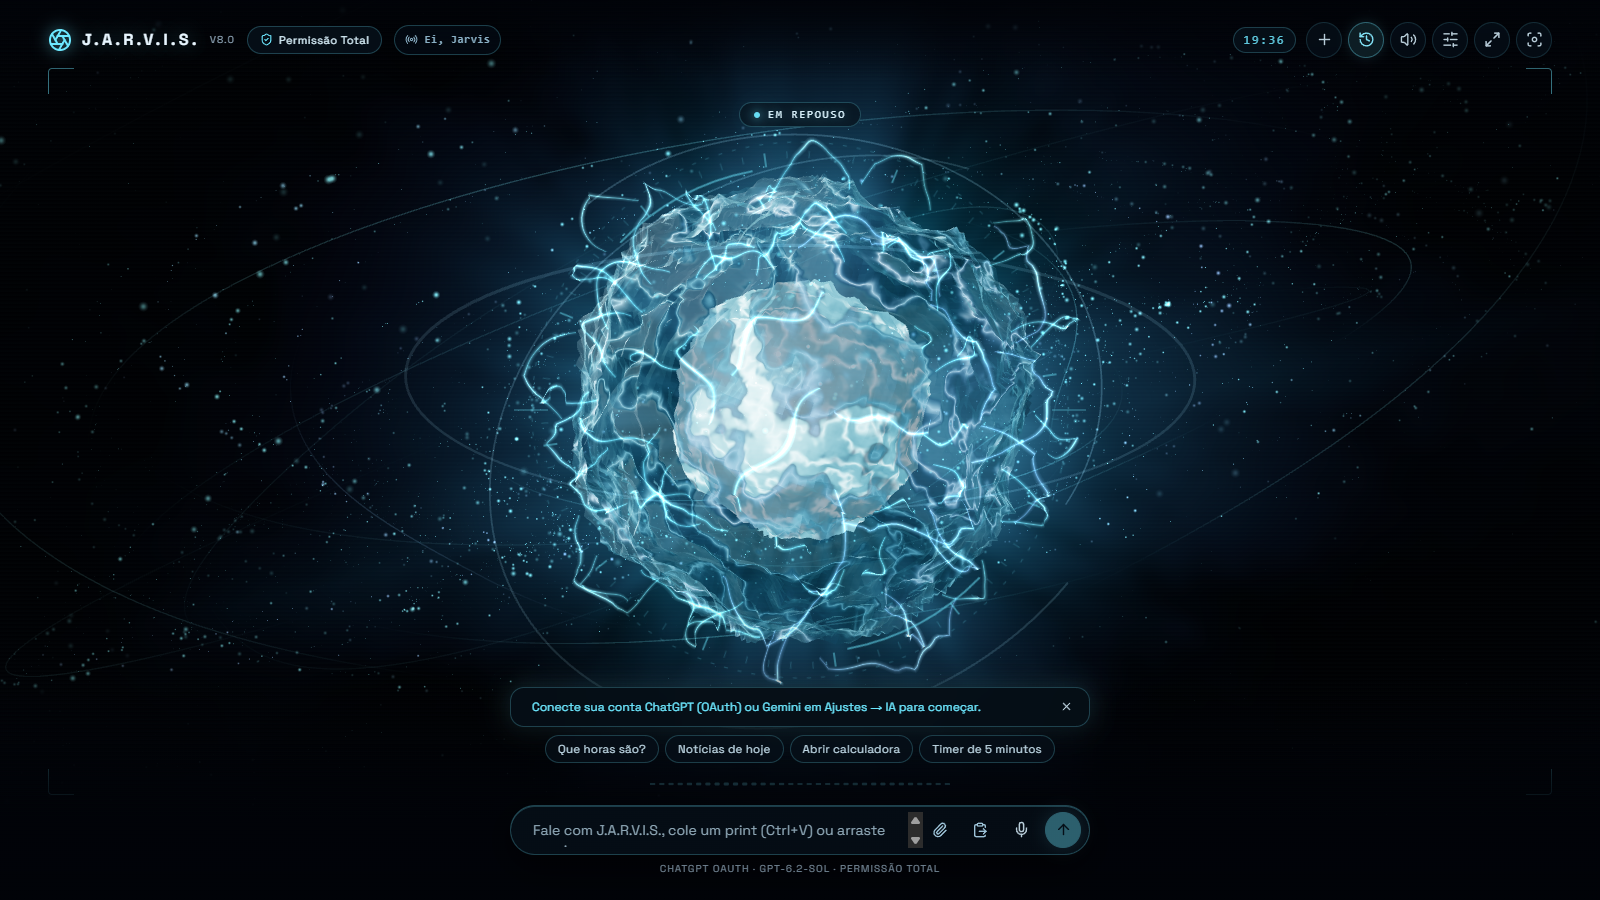 J.A.R.V.I.S. V8.0 Permissão Total Ei, Jarvis 19:36
EM REPOUSO
Conecte sua conta ChatGPT (OAuth) ou Gemini em Ajustes → IA para começar.
Que horas são? Notícias de hoje Abrir calculadora Timer de 5 minutos
Fale com J.A.R.V.I.S., cole um print (Ctrl+V) ou arraste
CHATGPT OAUTH · GPT-6.2-SOL · PERMISSÃO TOTAL